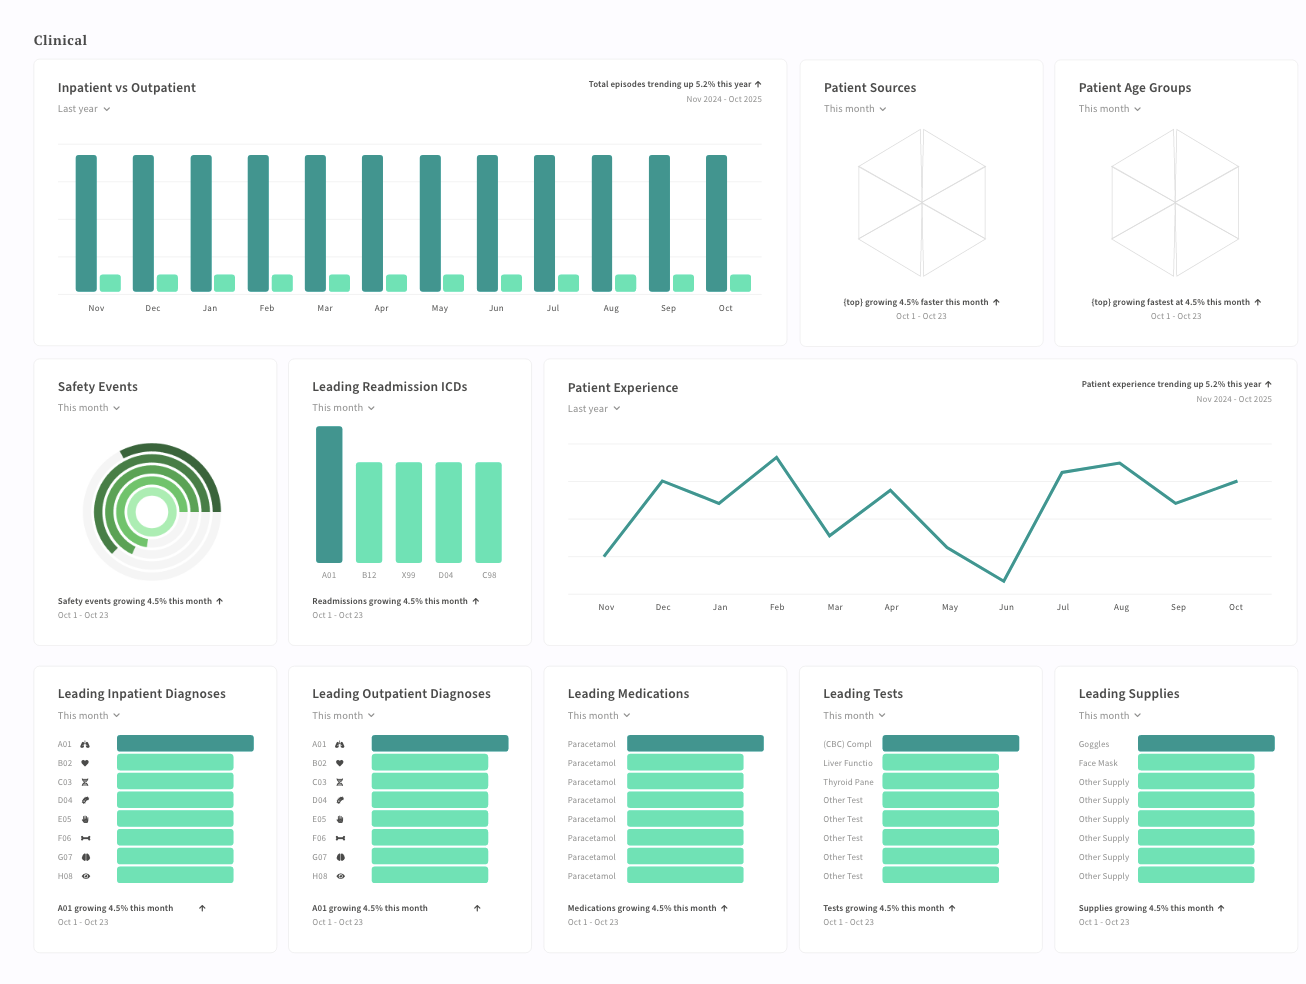 Clinical
Inpatient vs Outpatient
Total episodes trending up 5.2% this year ↑
Last year
Nov 2024 - Oct 2025
Nov Dec Jan Feb Mar Apr May Jun Jul Aug Sep Oct
Patient Sources
This month
{top} growing 4.5% faster this month ↑
Oct 1 - Oct 23
Patient Age Groups
This month
{top} growing fastest at 4.5% this month ↑
Oct 1 - Oct 23
Safety Events
This month
Safety events growing 4.5% this month ↑
Oct 1 - Oct 23
Leading Readmission ICDs
This month
A01 B12 X99 D04 C98
Readmissions growing 4.5% this month ↑
Oct 1 - Oct 23
Patient Experience
Patient experience trending up 5.2% this year ↑
Last year
Nov 2024 - Oct 2025
Nov Dec Jan Feb Mar Apr May Jun Jul Aug Sep Oct
Leading Inpatient Diagnoses
This month
A01
B02
C03
D04
E05
F06
G07
H08
A01 growing 4.5% this month ↑
Oct 1 - Oct 23
Leading Outpatient Diagnoses
This month
A01
B02
C03
D04
E05
F06
G07
H08
A01 growing 4.5% this month ↑
Oct 1 - Oct 23
Leading Medications
This month
Paracetamol
Paracetamol
Paracetamol
Paracetamol
Paracetamol
Paracetamol
Paracetamol
Paracetamol
Medications growing 4.5% this month ↑
Oct 1 - Oct 23
Leading Tests
This month
(CBC) Compl
Liver Functio
Thyroid Pane
Other Test
Other Test
Other Test
Other Test
Other Test
Tests growing 4.5% this month ↑
Oct 1 - Oct 23
Leading Supplies
This month
Goggles
Face Mask
Other Supply
Other Supply
Other Supply
Other Supply
Other Supply
Other Supply
Supplies growing 4.5% this month ↑
Oct 1 - Oct 23